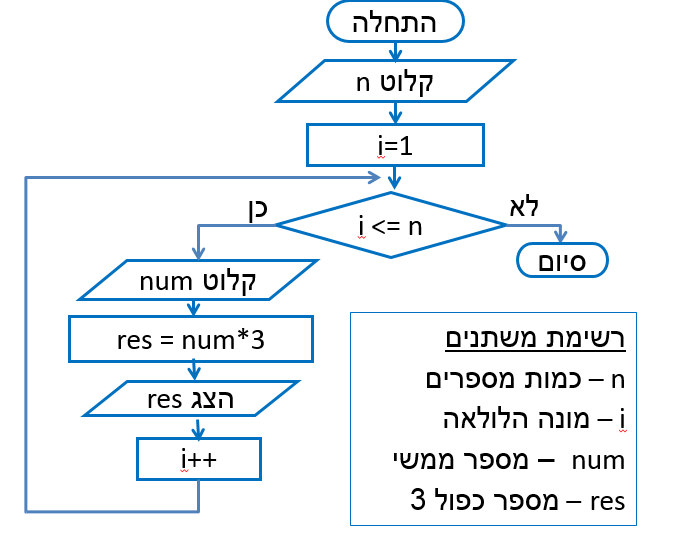 התחלה
קלוט n
i=1
i <= n
כן
לא
סיום
קלוט num
res = num*3
הצג res
i++
רשימת משתנים
n – כמות מספרים
i – מונה הלולאה
num – מספר ממשי
res – מספר כפול 3